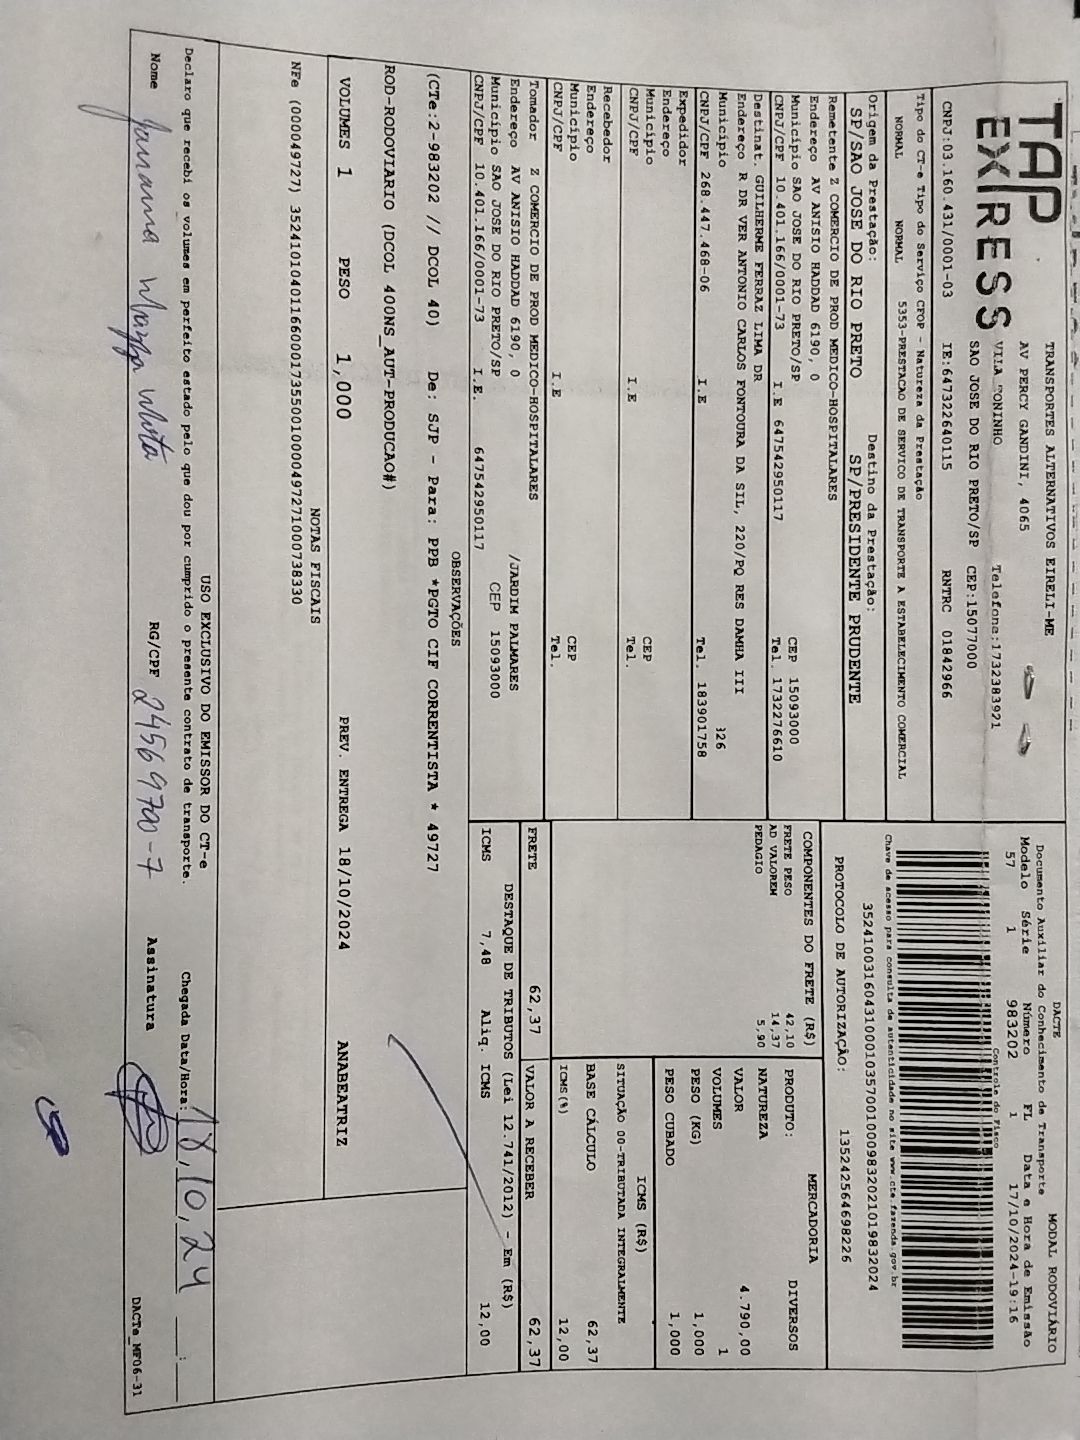 TAP
EXPRESS
TRANSPORTES ALTERNATIVOS EIRELI-ME
AV PERCY GANDINI, 4065
VILA TONINHO Telefone:1732383921
SAO JOSE DO RIO PRETO/SP CEP:15077000
CNPJ:03.160.431/0001-03 IE:647322640115 RNTRC 01842966
DACTE MODAL RODOVIÁRIO
Documento Auxiliar do Conhecimento de Transporte
Modelo Série Número FL Data e Hora de Emissão
57 1 983202 1 17/10/2024-19:16
Controle do Fisco
Chave de acesso para consulta de autenticidade no site www.cte.fazenda.gov.br
35241003160431000103570010009832021019832024
PROTOCOLO DE AUTORIZAÇÃO: 135242564698226
Tipo do CT-e Tipo do Serviço CFOP - Natureza da Prestação
NORMAL NORMAL 5353-PRESTACAO DE SERVICO DE TRANSPORTE A ESTABELECIMENTO COMERCIAL
Origem da Prestação: Destino da Prestação:
SP/SAO JOSE DO RIO PRETO SP/PRESIDENTE PRUDENTE
Remetente Z COMERCIO DE PROD MEDICO-HOSPITALARES
Endereço AV ANISIO HADDAD 6190, 0
Município SAO JOSE DO RIO PRETO/SP CEP 15093000
CNPJ/CPF 10.401.166/0001-73 I.E 647542950117 Tel. 1732276610
Destinat. GUILHERME FERRAZ LIMA DR
Endereço R DR VER ANTONIO CARLOS FONTOURA DA SIL, 220/PQ RES DAMHA III
Município 326
CNPJ/CPF 268.447.468-06 I.E Tel. 183901758
Expedidor
Endereço
Município CEP
CNPJ/CPF I.E Tel.
Recebedor
Endereço
Município CEP
CNPJ/CPF I.E Tel.
Tomador Z COMERCIO DE PROD MEDICO-HOSPITALARES
Endereço AV ANISIO HADDAD 6190, 0 /JARDIM PALMARES
Município SAO JOSE DO RIO PRETO/SP CEP 15093000
CNPJ/CPF 10.401.166/0001-73 I.E. 647542950117
COMPONENTES DO FRETE (R$)
FRETE PESO 42,10
AD VALOREM 14,37
PEDAGIO 5,90
MERCADORIA
PRODUTO: DIVERSOS
NATUREZA
VALOR 4.790,00
VOLUMES 1
PESO (KG) 1,000
PESO CUBADO 1,000
ICMS (R$)
SITUAÇÃO 00-TRIBUTADA INTEGRALMENTE
BASE CÁLCULO 62,37
ICMS(%) 12,00
FRETE 62,37 VALOR A RECEBER 62,37
DESTAQUE DE TRIBUTOS (Lei 12.741/2012) - Em (R$)
ICMS 7,48 Aliq. ICMS 12,00
OBSERVAÇÕES
(CTe:2-983202 // DCOL 40) De: SJP - Para: PPB *PGTO CIF CORRENTISTA * 49727
ROD-RODOVIARIO (DCOL 400NS_AUT-PRODUCAO#)
VOLUMES 1 PESO 1,000 PREV. ENTREGA 18/10/2024 ANABEATRIZ
NOTAS FISCAIS
NFe (000049727) 35241010401166000173550010000497271000738330
USO EXCLUSIVO DO EMISSOR DO CT-e
Declaro que recebi os volumes em perfeito estado pelo que dou por cumprido o presente contrato de transporte. Chegada Data/Hora: 18,10,24 :
Nome RG/CPF 24569700-7 Assinatura
DACTe_MF06-31